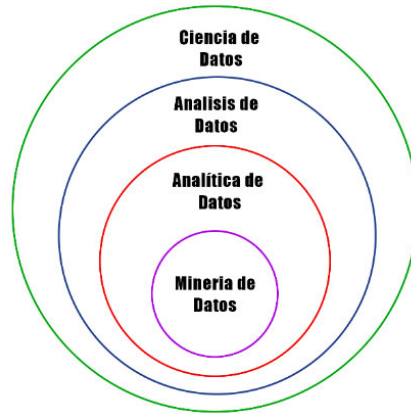 Ciencia de
Datos
Analisis de
Datos
Analítica de
Datos
Mineria de
Datos